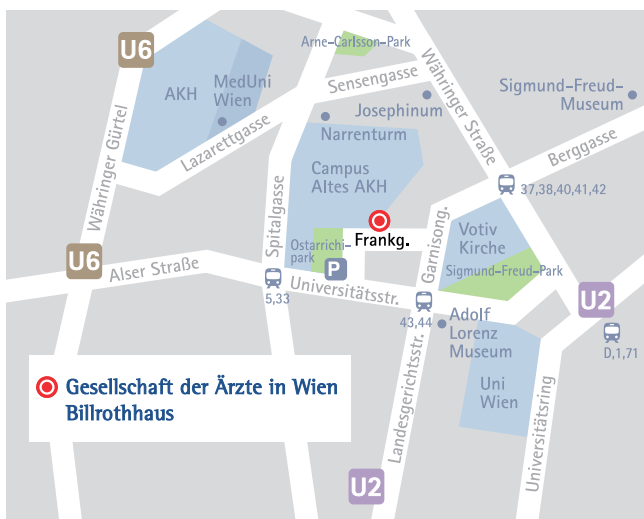 U6
Arne-Carlsson-Park
MedUni
Wien
AKH
Sensengasse
Josephinum
Währinger Straße
Sigmund-Freud-
Museum
Narrenturm
Lazarettgasse
Berggasse
Währinger Gürtel
Campus
Altes AKH
37,38,40,41,42
Spitalgasse
Garnisong.
Votiv
Kirche
Frankg.
Ostarrichi-
park
P
U6
Alser Straße
Sigmund-Freud-Park
5,33
Universitätsstr.
43,44
U2
D,1,71
Adolf
Lorenz
Museum
Landesgerichtsstr.
Uni
Wien
Universitätsring
Gesellschaft der Ärzte in Wien
Billrothhaus
U2